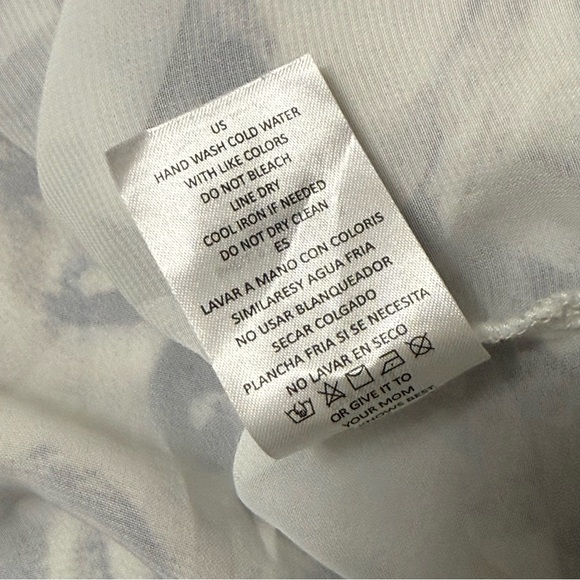 US
HAND WASH COLD WATER
WITH LIKE COLORS
DO NOT BLEACH
LINE DRY
COOL IRON IF NEEDED
DO NOT DRY CLEAN
ES
LAVAR A MANO CON COLORIS
SIMILARESY AGUA FRIA
NO USAR BLANQUEADOR
SECAR COLGADO
PLANCHA FRIA SI SE NECESITA
NO LAVAR EN SECO
OR GIVE IT TO
YOUR MOM
KNOWS BEST